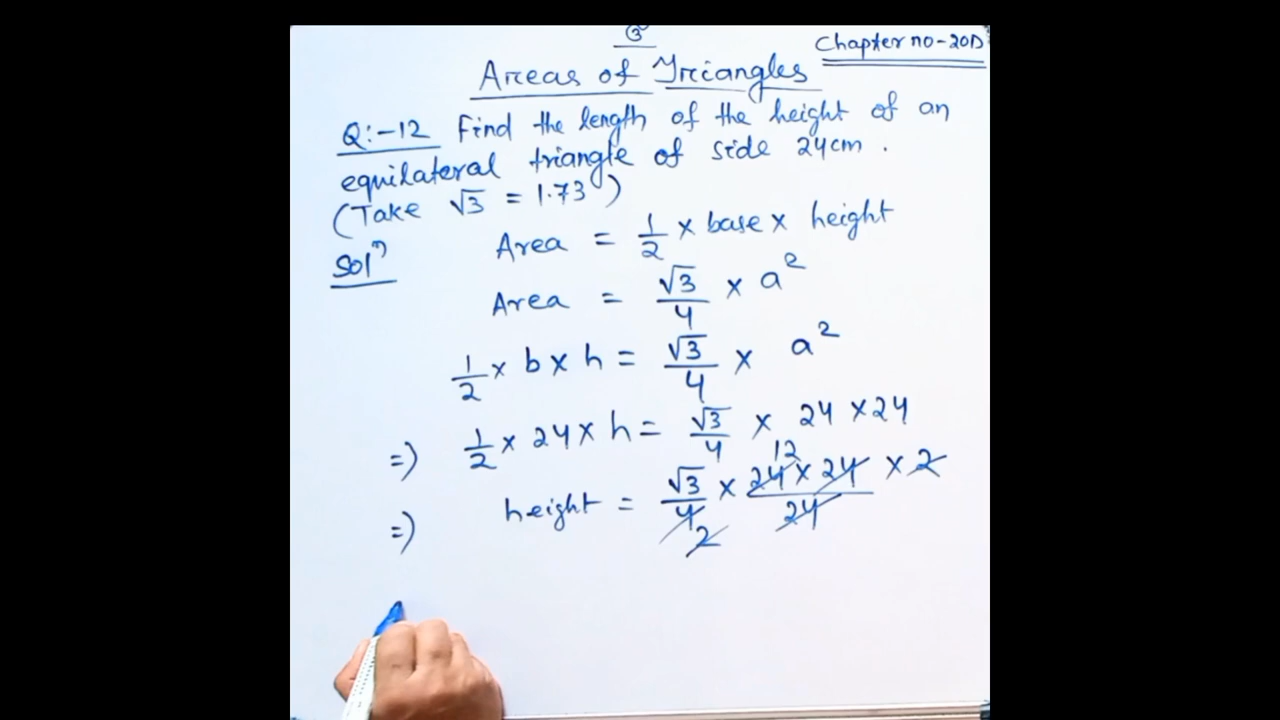 3
Chapter no-20D
Areas of Triangles
Q:-12 Find the length of the height of an
equilateral triangle of side 24cm.
(Take √3 = 1.73)
Solⁿ
Area = 1/2 × base × height
Area = √3/4 × a²
1/2 × b × h = √3/4 × a²
=) 1/2 × 24 × h = √3/4 × 24 × 24
12
=) height = √3/4 × 24 × 24 × 2/24
2